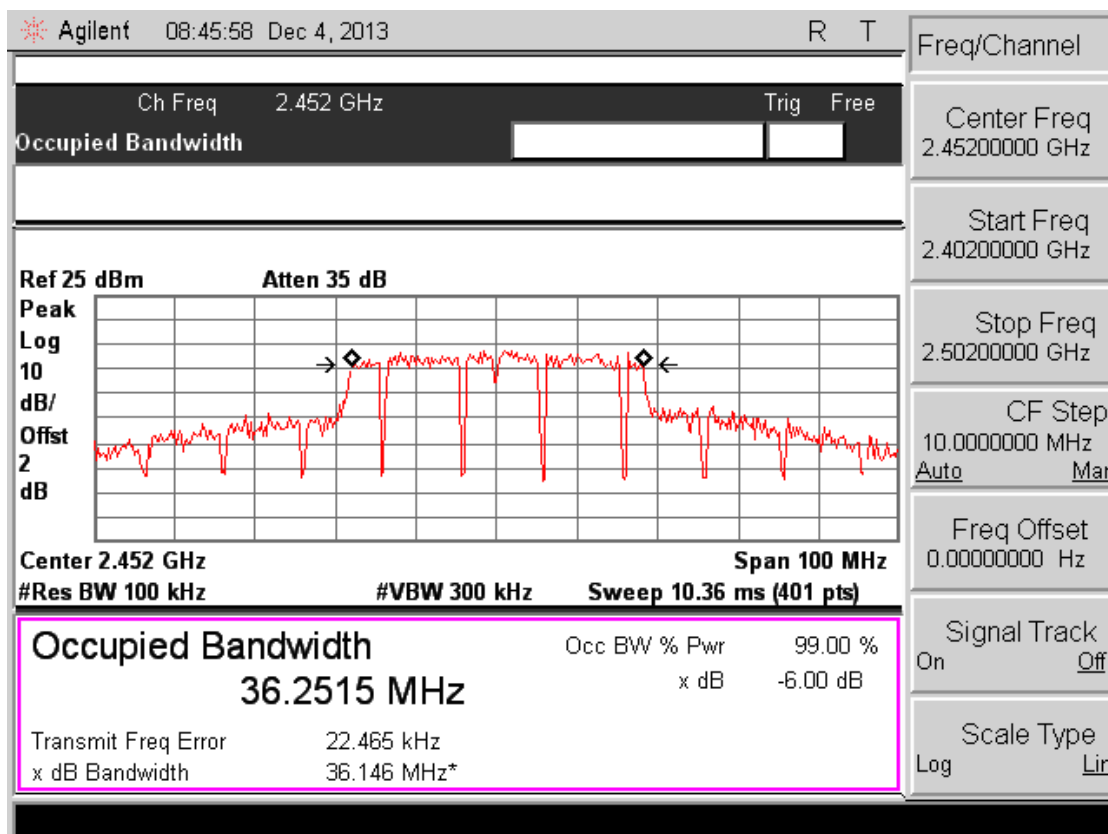 Agilent 08:45:58 Dec 4, 2013 R T
Ch Freq 2.452 GHz Trig Free
Occupied Bandwidth
Ref 25 dBm Atten 35 dB
Peak
Log
10
dB/
Offst
2
dB
Center 2.452 GHz Span 100 MHz
#Res BW 100 kHz #VBW 300 kHz Sweep 10.36 ms (401 pts)
Occupied Bandwidth Occ BW % Pwr 99.00 %
36.2515 MHz x dB -6.00 dB
Transmit Freq Error 22.465 kHz
x dB Bandwidth 36.146 MHz*
Freq/Channel
Center Freq
2.45200000 GHz
Start Freq
2.40200000 GHz
Stop Freq
2.50200000 GHz
CF Step
10.0000000 MHz
Auto Man
Freq Offset
0.00000000 Hz
Signal Track
On Off
Scale Type
Log Lin